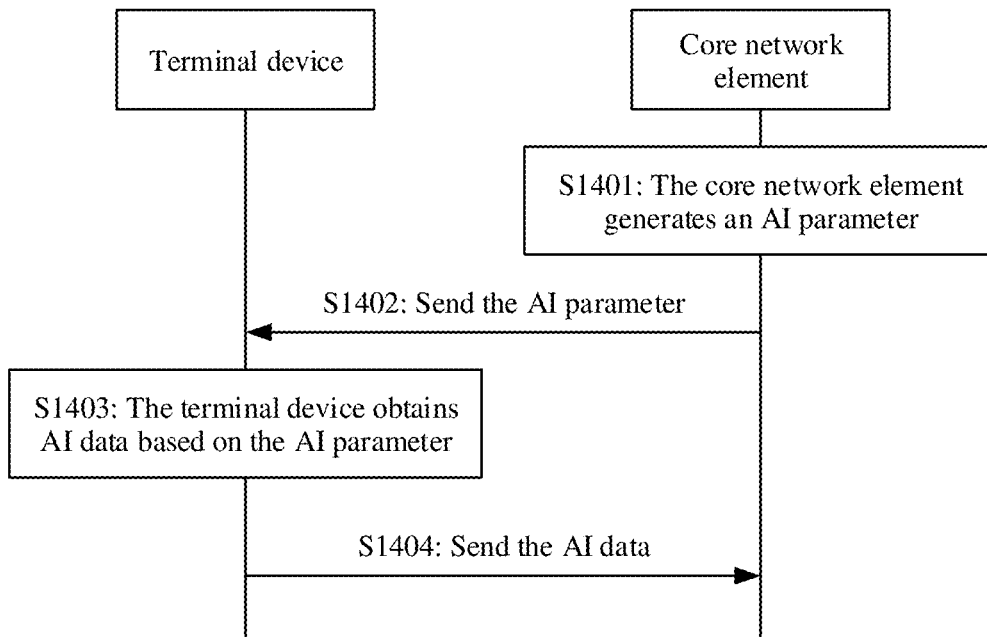 Terminal device
Core network
element
S1401: The core network element
generates an AI parameter
S1402: Send the AI parameter
S1403: The terminal device obtains
AI data based on the AI parameter
S1404: Send the AI data